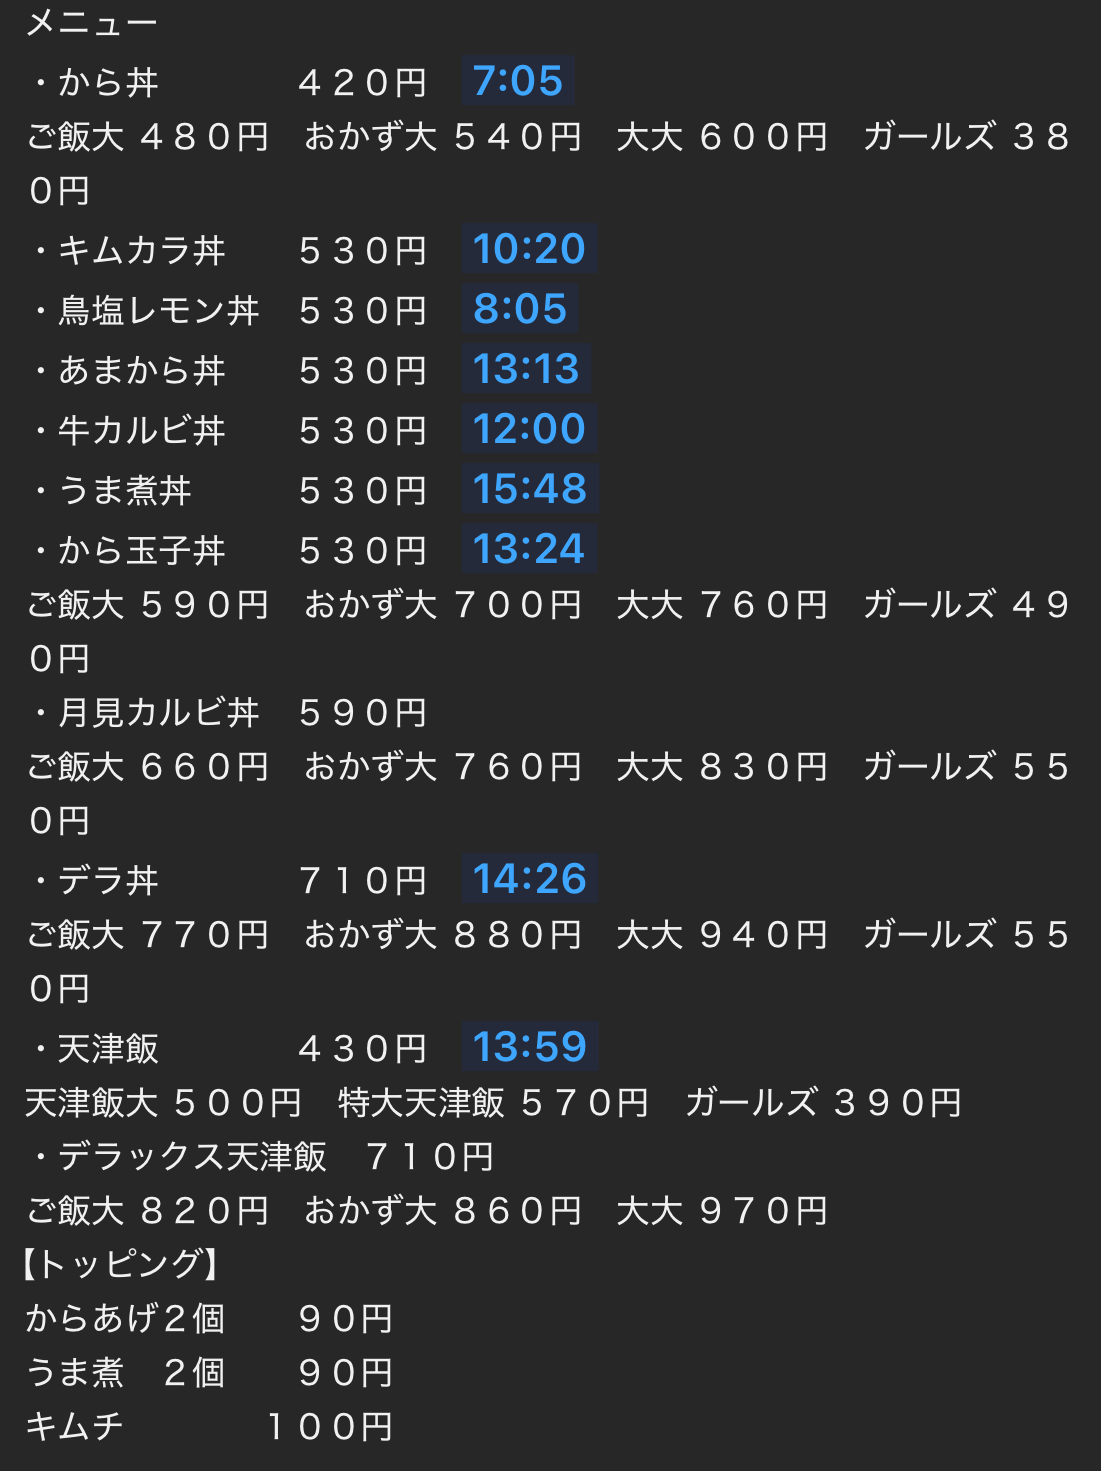 メニュー
・から丼　　　　４２０円　7:05
ご飯大 ４８０円　おかず大 ５４０円　大大 ６００円　ガールズ ３８
０円
・キムカラ丼　　５３０円　10:20
・鳥塩レモン丼　５３０円　8:05
・あまから丼　　５３０円　13:13
・牛カルビ丼　　５３０円　12:00
・うま煮丼　　　５３０円　15:48
・から玉子丼　　５３０円　13:24
ご飯大 ５９０円　おかず大 ７００円　大大 ７６０円　ガールズ ４９
０円
・月見カルビ丼　５９０円
ご飯大 ６６０円　おかず大 ７６０円　大大 ８３０円　ガールズ ５５
０円
・デラ丼　　　　７１０円　14:26
ご飯大 ７７０円　おかず大 ８８０円　大大 ９４０円　ガールズ ５５
０円
・天津飯　　　　４３０円　13:59
天津飯大 ５００円　特大天津飯 ５７０円　ガールズ ３９０円
・デラックス天津飯　７１０円
ご飯大 ８２０円　おかず大 ８６０円　大大 ９７０円
【トッピング】
からあげ２個　　９０円
うま煮　２個　　９０円
キムチ　　　　１００円